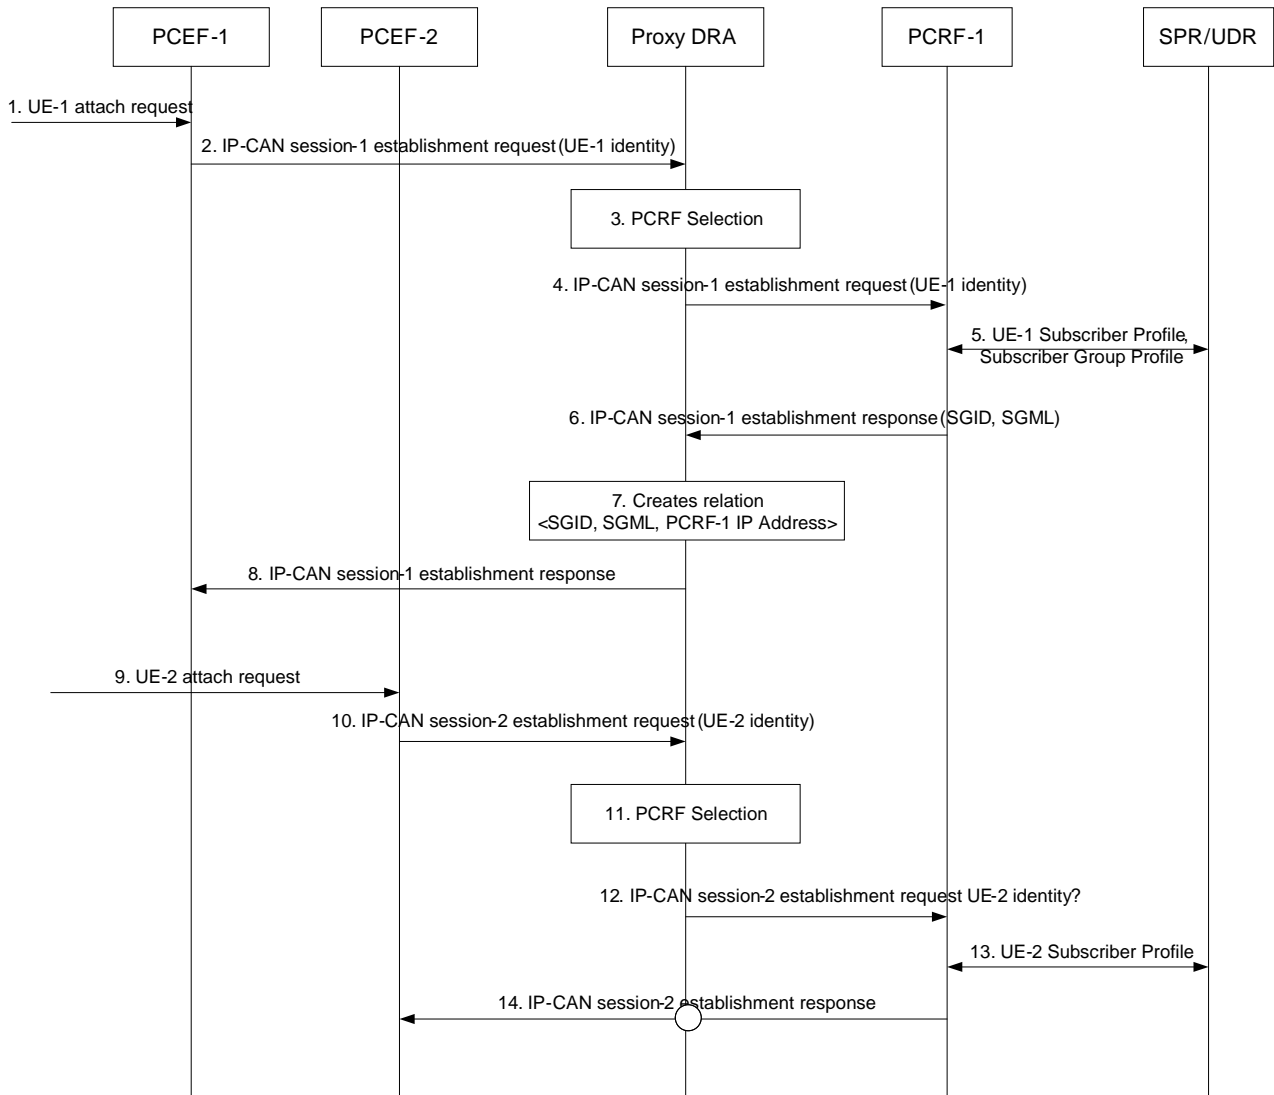 PCEF-1
PCEF-2
Proxy DRA
PCRF-1
SPR/UDR
1. UE-1 attach request
2. IP-CAN session-1 establishment request (UE-1 identity)
3. PCRF Selection
4. IP-CAN session-1 establishment request (UE-1 identity)
5. UE-1 Subscriber Profile,
Subscriber Group Profile
6. IP-CAN session-1 establishment response (SGID, SGML)
7. Creates relation
<SGID, SGML, PCRF-1 IP Address>
8. IP-CAN session-1 establishment response
9. UE-2 attach request
10. IP-CAN session-2 establishment request (UE-2 identity)
11. PCRF Selection
12. IP-CAN session-2 establishment request UE-2 identity?
13. UE-2 Subscriber Profile
14. IP-CAN session-2 establishment response